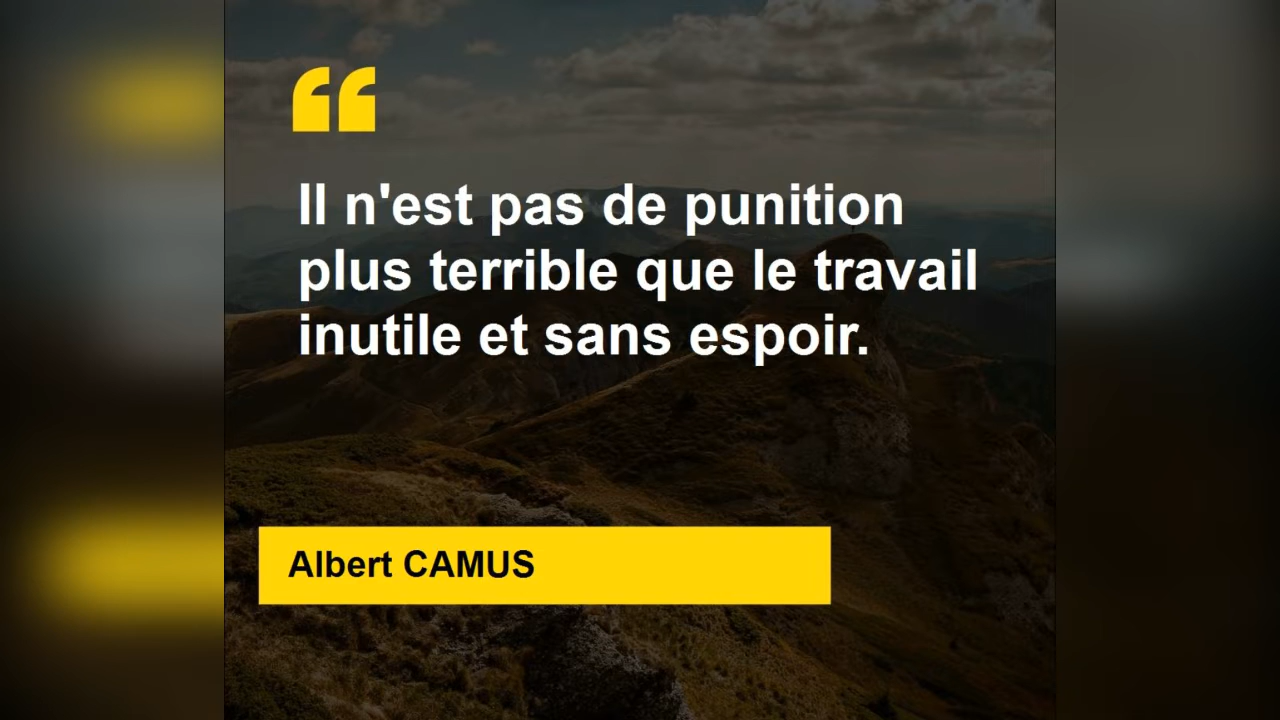 “
Il n'est pas de punition
plus terrible que le travail
inutile et sans espoir.
Albert CAMUS